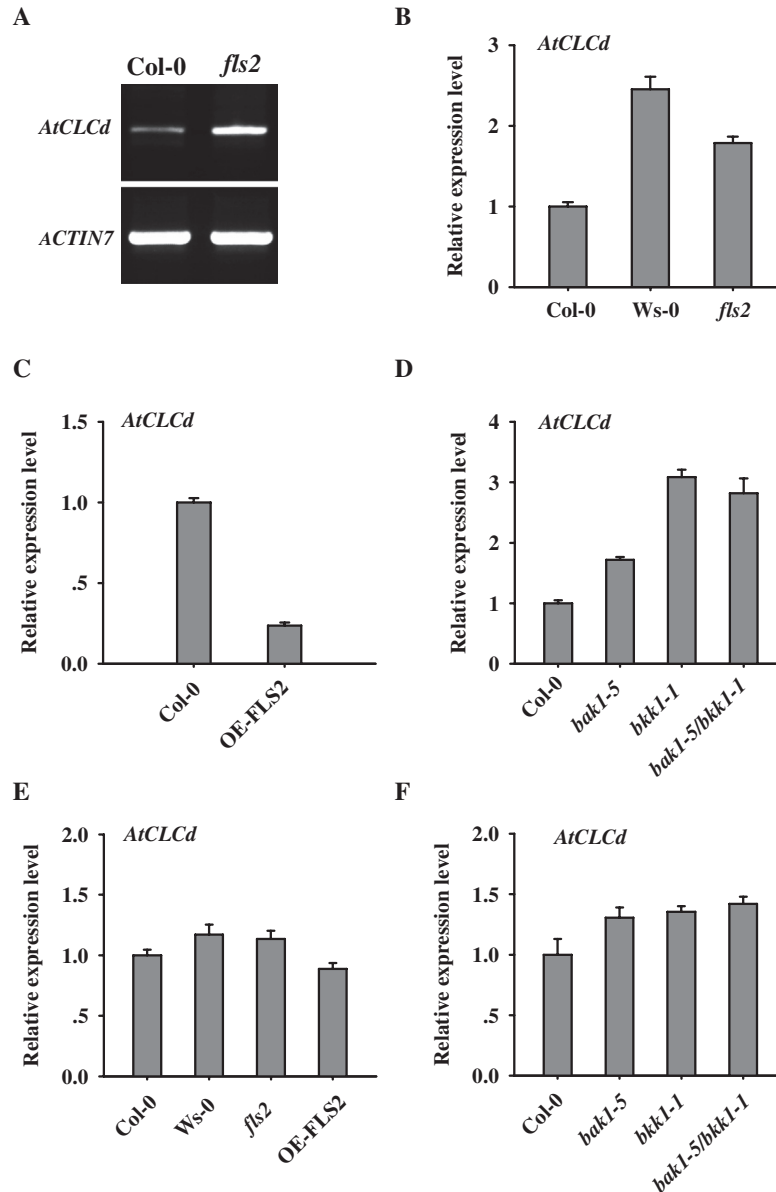 A
Col-0 fls2
AtCLCd
ACTIN7
B
AtCLCd
Relative expression level
3
2
1
0
Col-0 Ws-0 fls2
C
AtCLCd
Relative expression level
1.5
1.0
.5
0.0
Col-0 OE-FLS2
D
AtCLCd
Relative expression level
4
3
2
1
0
Col-0 bak1-5 bkk1-1 bak1-5/bkk1-1
E
AtCLCd
Relative expression level
2.0
1.5
1.0
.5
0.0
Col-0 Ws-0 fls2 OE-FLS2
F
AtCLCd
Relative expression level
2.0
1.5
1.0
.5
0.0
Col-0 bak1-5 bkk1-1 bak1-5/bkk1-1